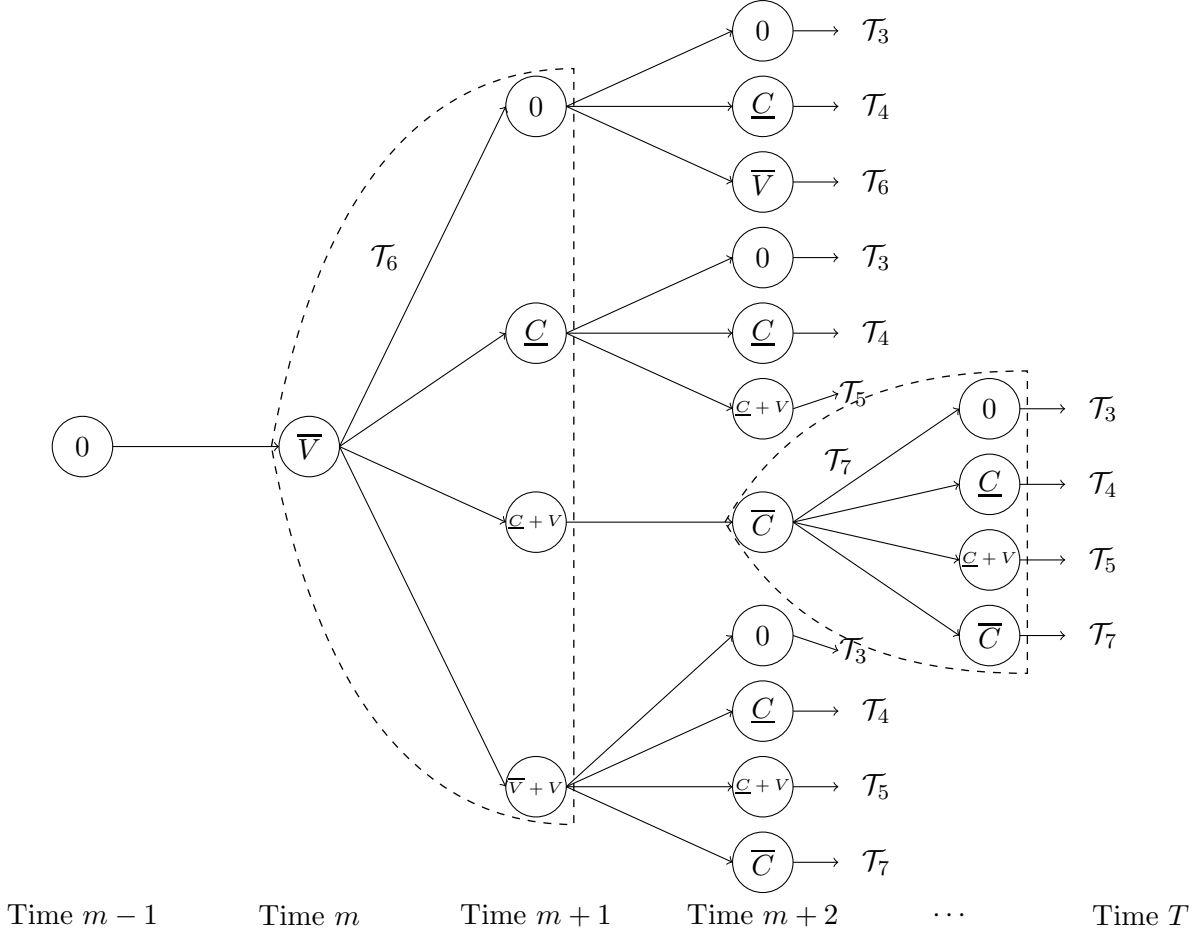 0 𝒯₃
C̲ 𝒯₄
0
V̅ 𝒯₆
𝒯₆
0 𝒯₃
C̲ C̲ 𝒯₄
C̲ + V 𝒯₅
0 𝒯₃
𝒯₇
0 V̅
C̲ 𝒯₄
C̲ + V C̅
C̲ + V 𝒯₅
0 𝒯₃
C̅ 𝒯₇
C̲ 𝒯₄
V̅ + V C̲ + V 𝒯₅
C̅ 𝒯₇
Time m − 1 Time m Time m + 1 Time m + 2 ⋯ Time T